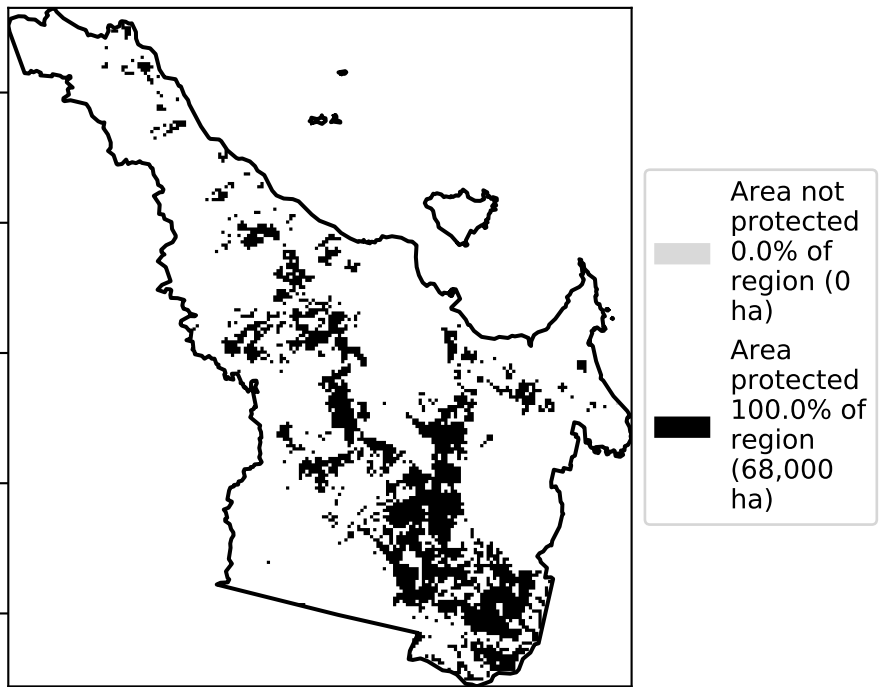 Area not
protected
0.0% of
region (0
ha)
Area
protected
100.0% of
region
(68,000
ha)